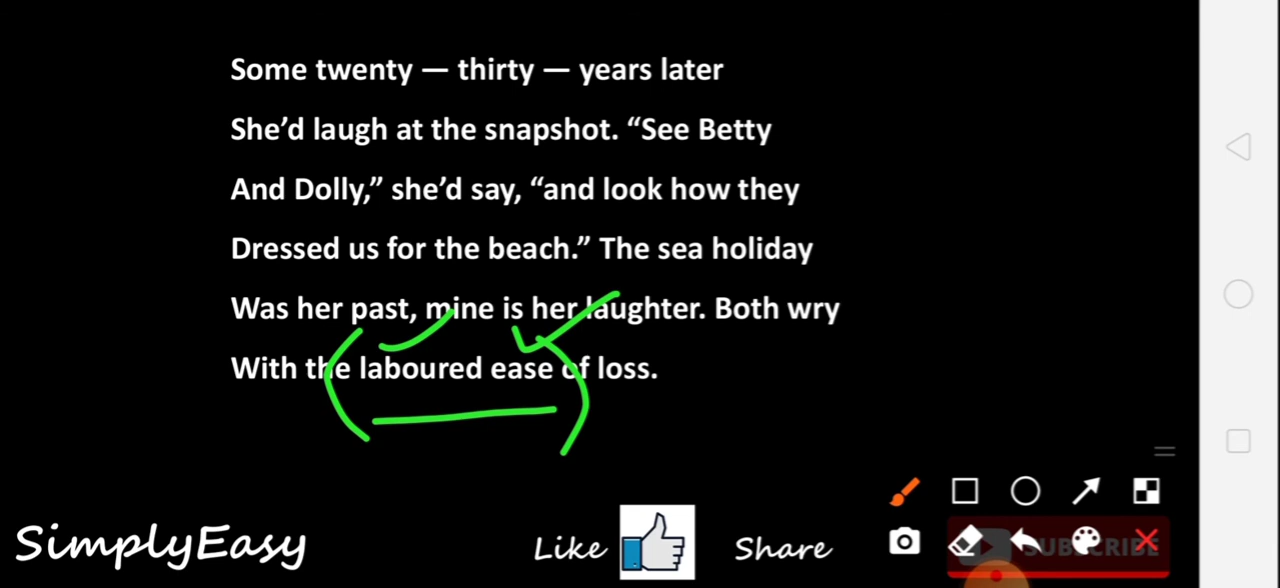 Some twenty — thirty — years later
She’d laugh at the snapshot. “See Betty
And Dolly,” she’d say, “and look how they
Dressed us for the beach.” The sea holiday
Was her past, mine is her laughter. Both wry
With the laboured ease of loss.
SimplyEasy
Like
Share
SUBSCRIBE